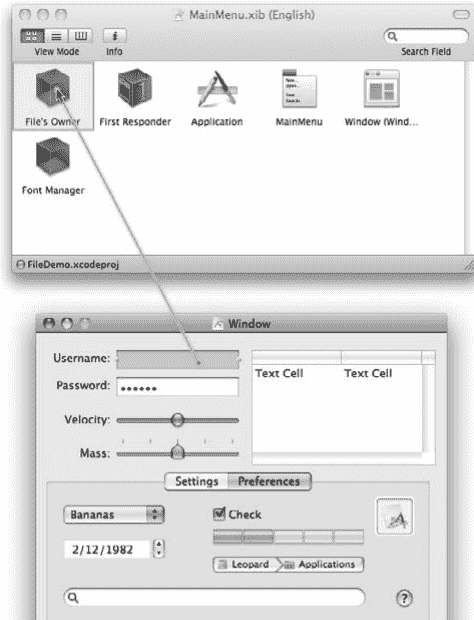 MainMenu.xib (English)
View Mode Info Search Field
File's Owner First Responder Application MainMenu Window (Wind...
Font Manager
FileDemo.xcodeproj
Window
Username:
Text Cell Text Cell
Password: ••••••
Velocity:
Mass:
Settings Preferences
Bananas Check
2/12/1982
Leopard Applications
?